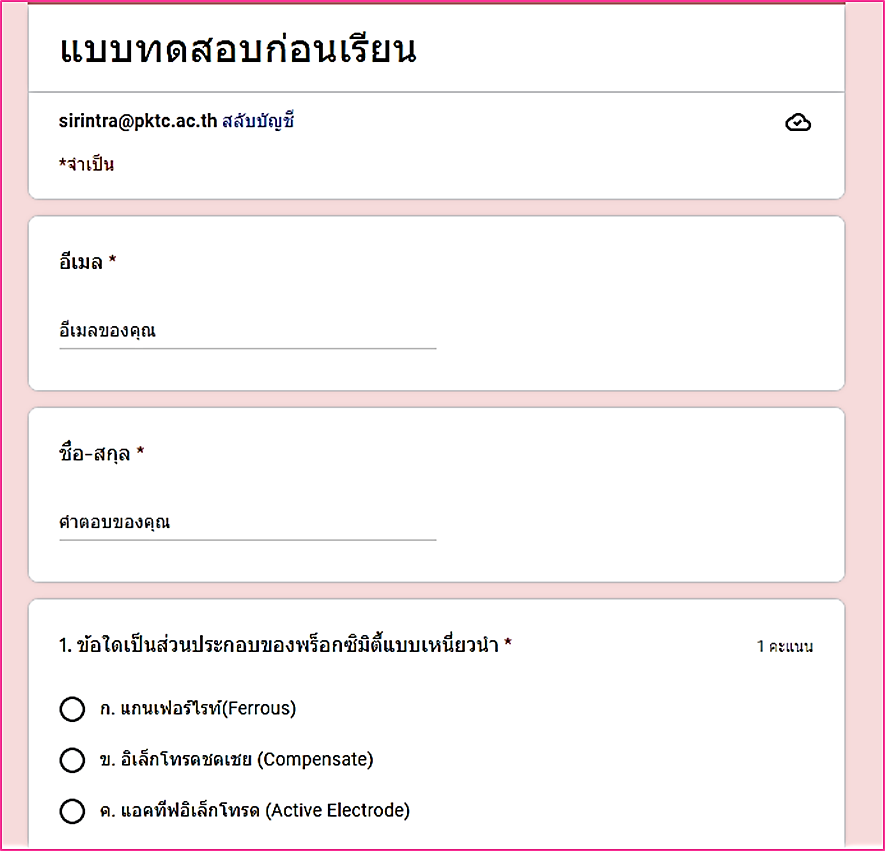 แบบทดสอบก่อนเรียน
sirintra@pktc.ac.th สลับบัญชี
*จำเป็น
อีเมล *
อีเมลของคุณ
ชื่อ-สกุล *
คำตอบของคุณ
1. ข้อใดเป็นส่วนประกอบของพร็อกซิมิตี้แบบเหนี่ยวนำ *
1 คะแนน
ก. แกนเฟอร์ไรท์(Ferrous)
ข. อิเล็กโทรดชดเชย (Compensate)
ค. แอคทีฟอิเล็กโทรด (Active Electrode)